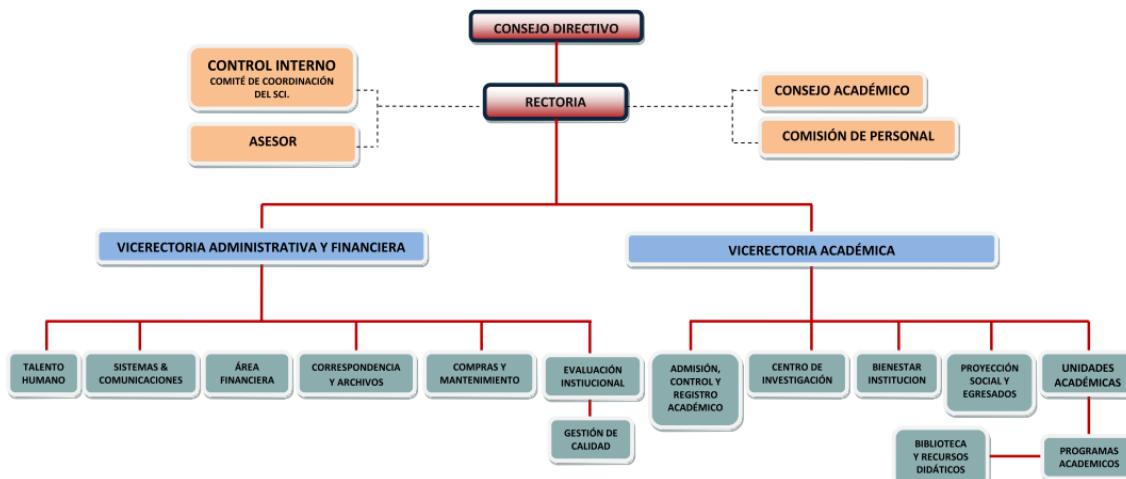 CONSEJO DIRECTIVO
CONTROL INTERNO
COMITÉ DE COORDINACIÓN
DEL SCI.
RECTORIA
CONSEJO ACADÉMICO
ASESOR
COMISIÓN DE PERSONAL
VICERECTORIA ADMINISTRATIVA Y FINANCIERA
VICERECTORIA ACADÉMICA
TALENTO
HUMANO
SISTEMAS &
COMUNICACIONES
ÁREA
FINANCIERA
CORRESPONDENCIA
Y ARCHIVOS
COMPRAS Y
MANTENIMIENTO
EVALUACIÓN
INSTITUCIONAL
ADMISIÓN,
CONTROL Y
REGISTRO
ACADÉMICO
CENTRO DE
INVESTIGACIÓN
BIENESTAR
INSTITUCION
PROYECCIÓN
SOCIAL Y
EGRESADOS
UNIDADES
ACADÉMICAS
GESTIÓN DE
CALIDAD
BIBLIOTECA
Y RECURSOS
DIDÁTICOS
PROGRAMAS
ACADEMICOS